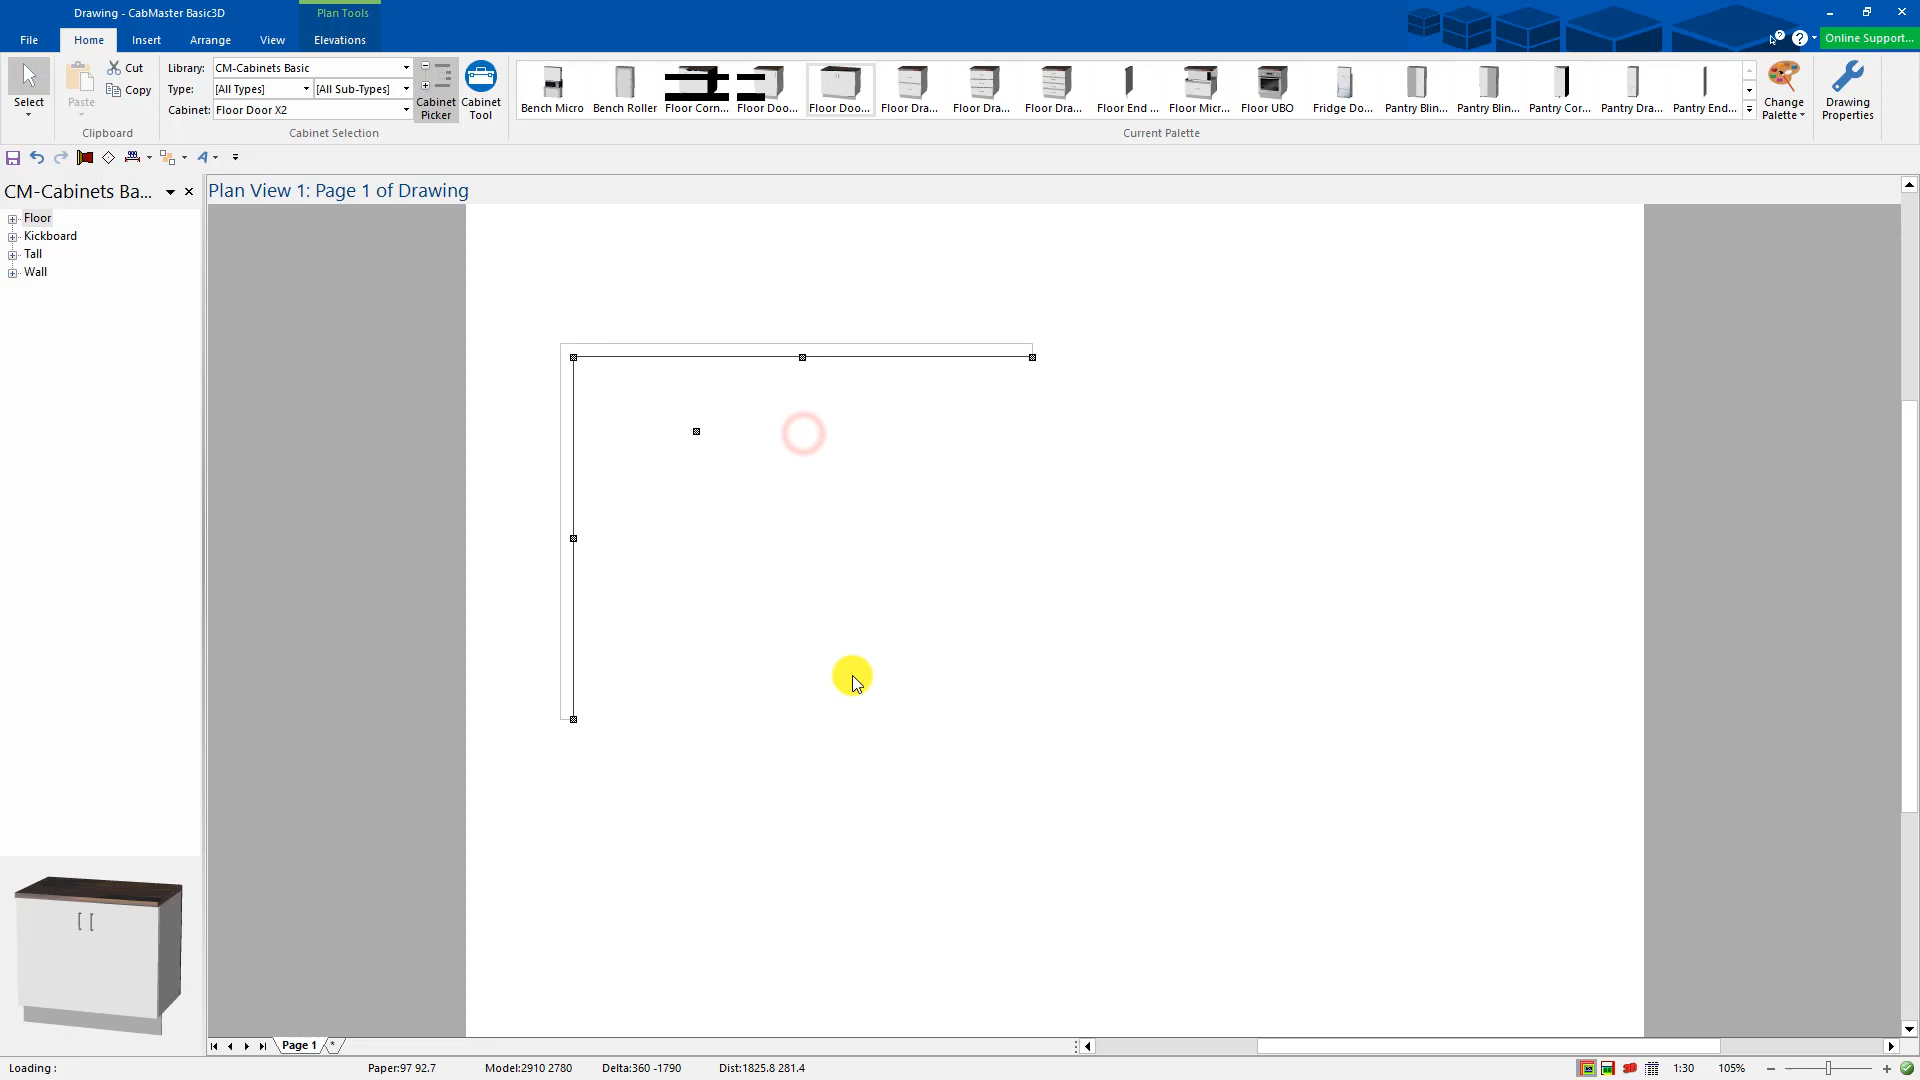 Drawing - CabMaster Basic3D
Plan Tools
File
Home
Insert
Arrange
View
Elevations
Online Support...
Select
Paste
Cut
Copy
Clipboard
Library: CM-Cabinets Basic
Type: [All Types] [All Sub-Types]
Cabinet: Floor Door X2
Cabinet Picker
Cabinet Tool
Cabinet Selection
Bench Micro
Bench Roller
Floor Corn...
Floor Doo...
Floor Doo...
Floor Dra...
Floor Dra...
Floor Dra...
Floor End ...
Floor Micr...
Floor UBO
Fridge Do...
Pantry Blin...
Pantry Blin...
Pantry Cor...
Pantry Dra...
Pantry End...
Current Palette
Change Palette
Drawing Properties
CM-Cabinets Ba...
Floor
Kickboard
Tall
Wall
Plan View 1: Page 1 of Drawing
Page 1
*
Loading :
Paper:97 92.7
Model:2910 2780
Delta:360 -1790
Dist:1825.8 281.4
3D
1:30
105%